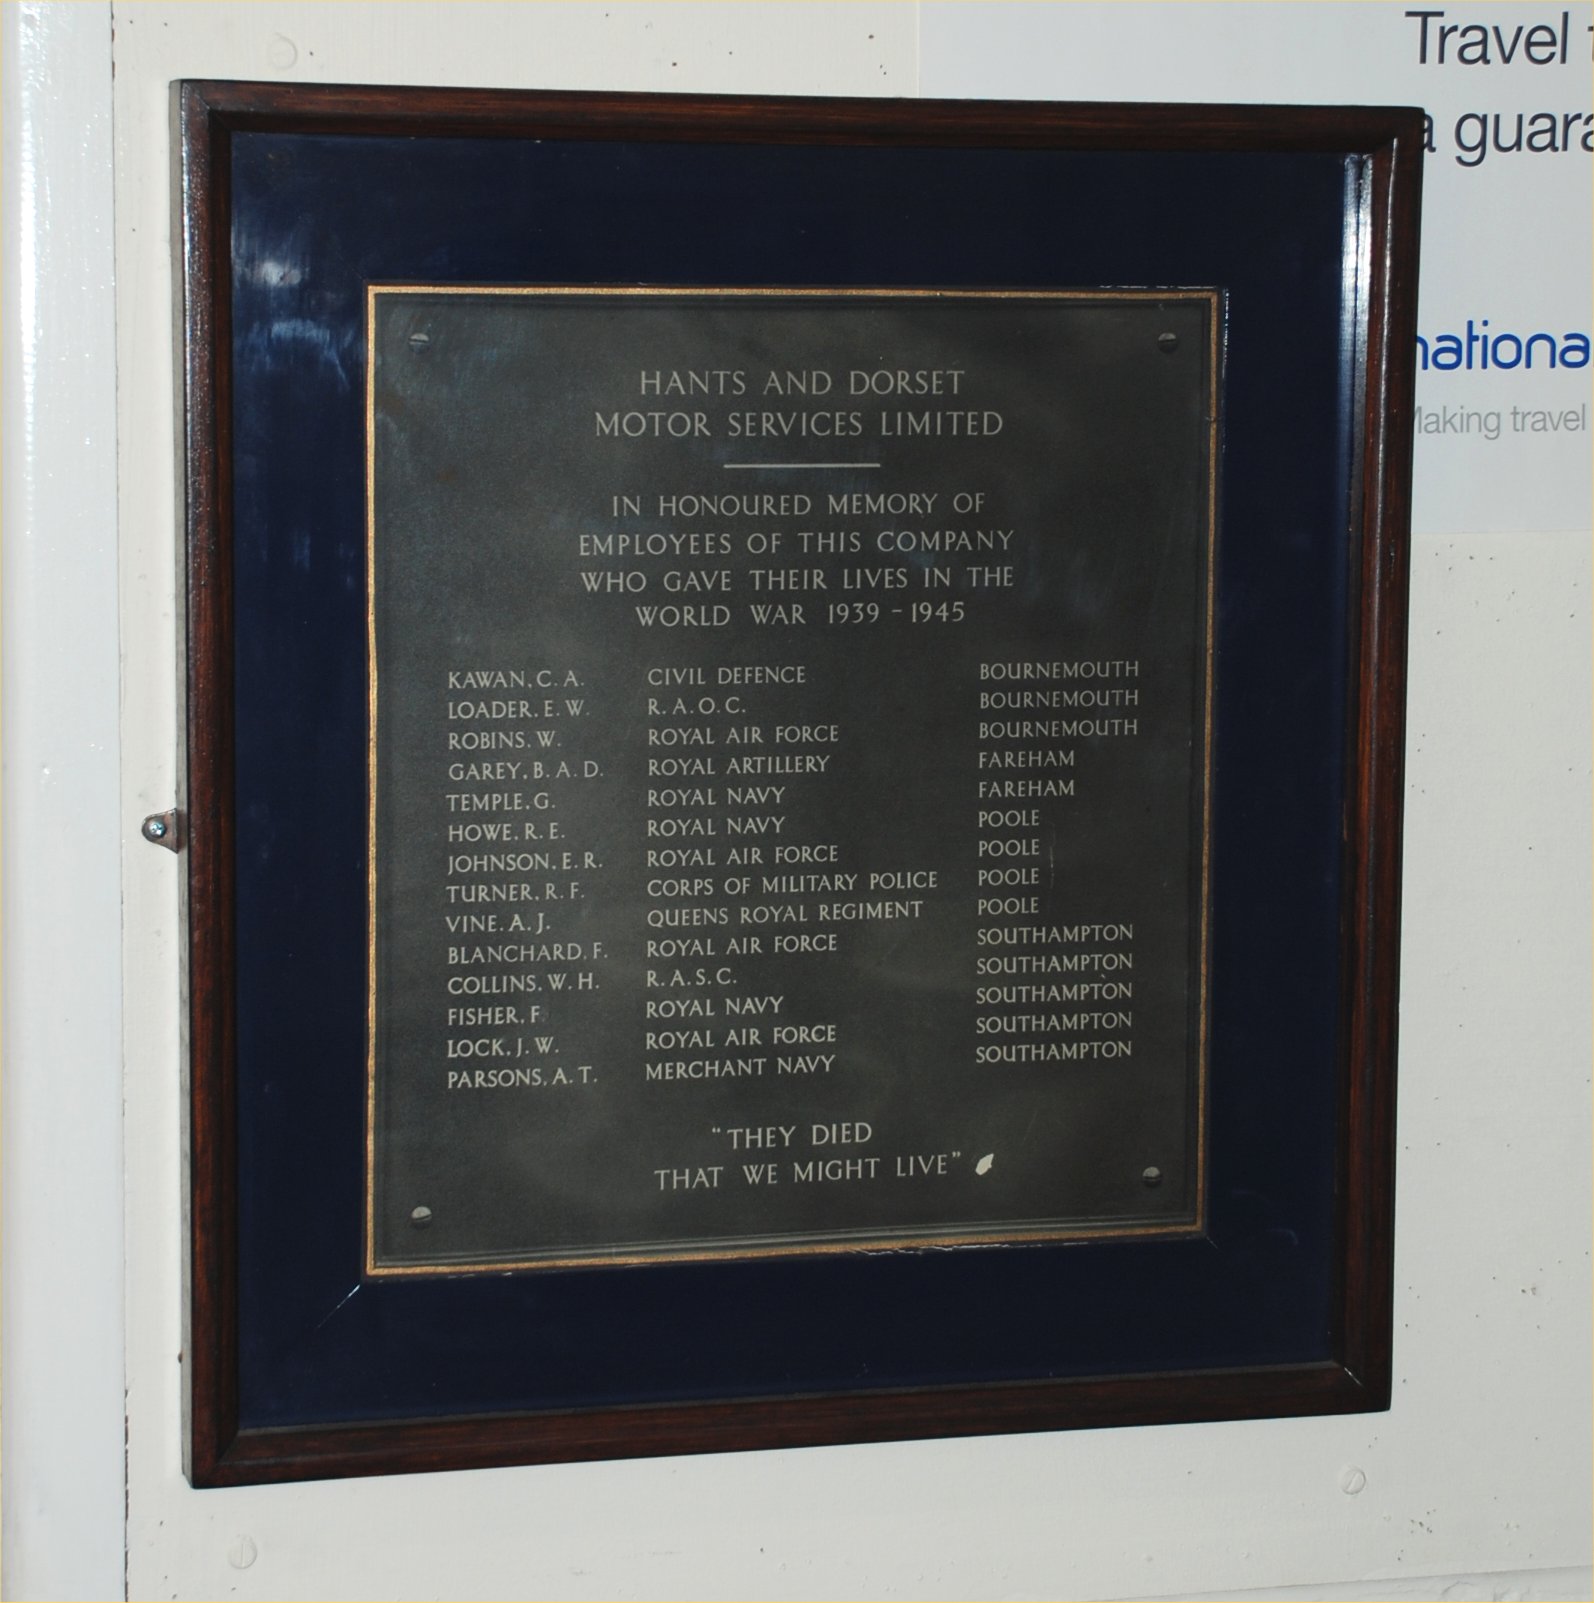 Travel
a guara
nationa
Making travel
HANTS AND DORSET
MOTOR SERVICES LIMITED
IN HONOURED MEMORY OF
EMPLOYEES OF THIS COMPANY
WHO GAVE THEIR LIVES IN THE
WORLD WAR 1939-1945
KAWAN, C. A. CIVIL DEFENCE BOURNEMOUTH
LOADER, E. W. R. A. O. C. BOURNEMOUTH
ROBINS, W. ROYAL AIR FORCE BOURNEMOUTH
GAREY, B. A. D. ROYAL ARTILLERY FAREHAM
TEMPLE, G. ROYAL NAVY FAREHAM
HOWE, R. E. ROYAL NAVY POOLE
JOHNSON, E. R. ROYAL AIR FORCE POOLE
TURNER, R. F. CORPS OF MILITARY POLICE POOLE
VINE, A. J. QUEENS ROYAL REGIMENT POOLE
BLANCHARD, F. ROYAL AIR FORCE SOUTHAMPTON
COLLINS, W. H. R. A. S. C. SOUTHAMPTON
FISHER, F. ROYAL NAVY SOUTHAMPTON
LOCK, J. W. ROYAL AIR FORCE SOUTHAMPTON
PARSONS, A. T. MERCHANT NAVY SOUTHAMPTON
"THEY DIED
THAT WE MIGHT LIVE"